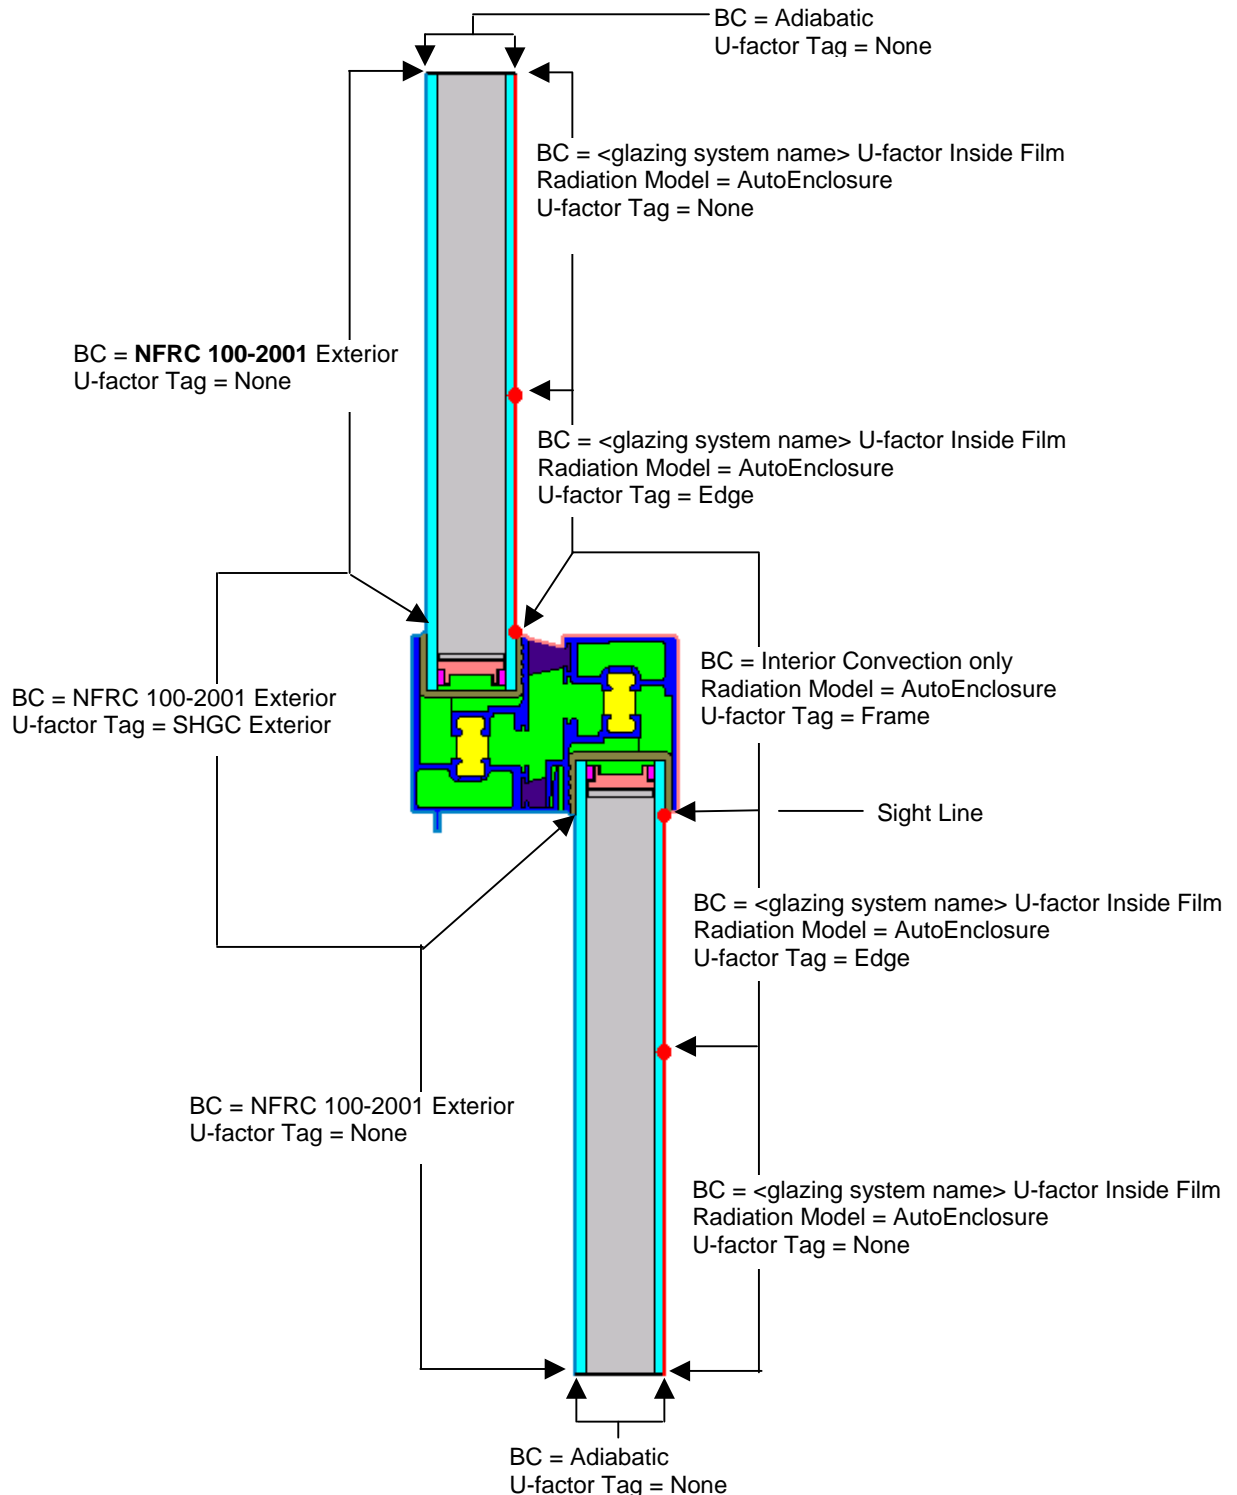 BC = Adiabatic
U-factor Tag = None
BC = <glazing system name> U-factor Inside Film
Radiation Model = AutoEnclosure
U-factor Tag = None
BC = NFRC 100-2001 Exterior
U-factor Tag = None
BC = <glazing system name> U-factor Inside Film
Radiation Model = AutoEnclosure
U-factor Tag = Edge
BC = Interior Convection only
Radiation Model = AutoEnclosure
U-factor Tag = Frame
BC = NFRC 100-2001 Exterior
U-factor Tag = SHGC Exterior
Sight Line
BC = <glazing system name> U-factor Inside Film
Radiation Model = AutoEnclosure
U-factor Tag = Edge
BC = NFRC 100-2001 Exterior
U-factor Tag = None
BC = <glazing system name> U-factor Inside Film
Radiation Model = AutoEnclosure
U-factor Tag = None
BC = Adiabatic
U-factor Tag = None